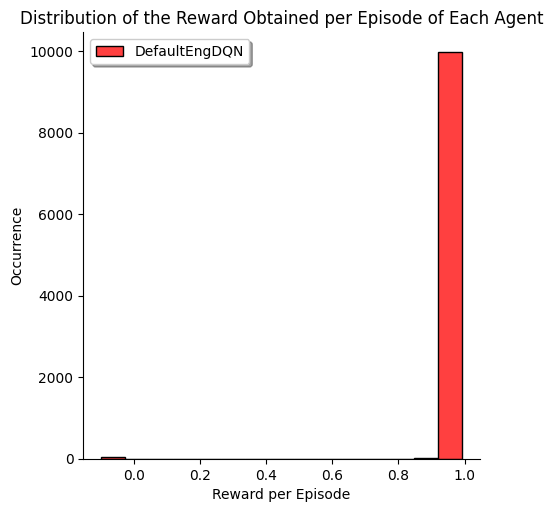 Distribution of the Reward Obtained per Episode of Each Agent
DefaultEngDQN
10000
8000
6000
4000
2000
0
Occurrence
0.0 0.2 0.4 0.6 0.8 1.0
Reward per Episode